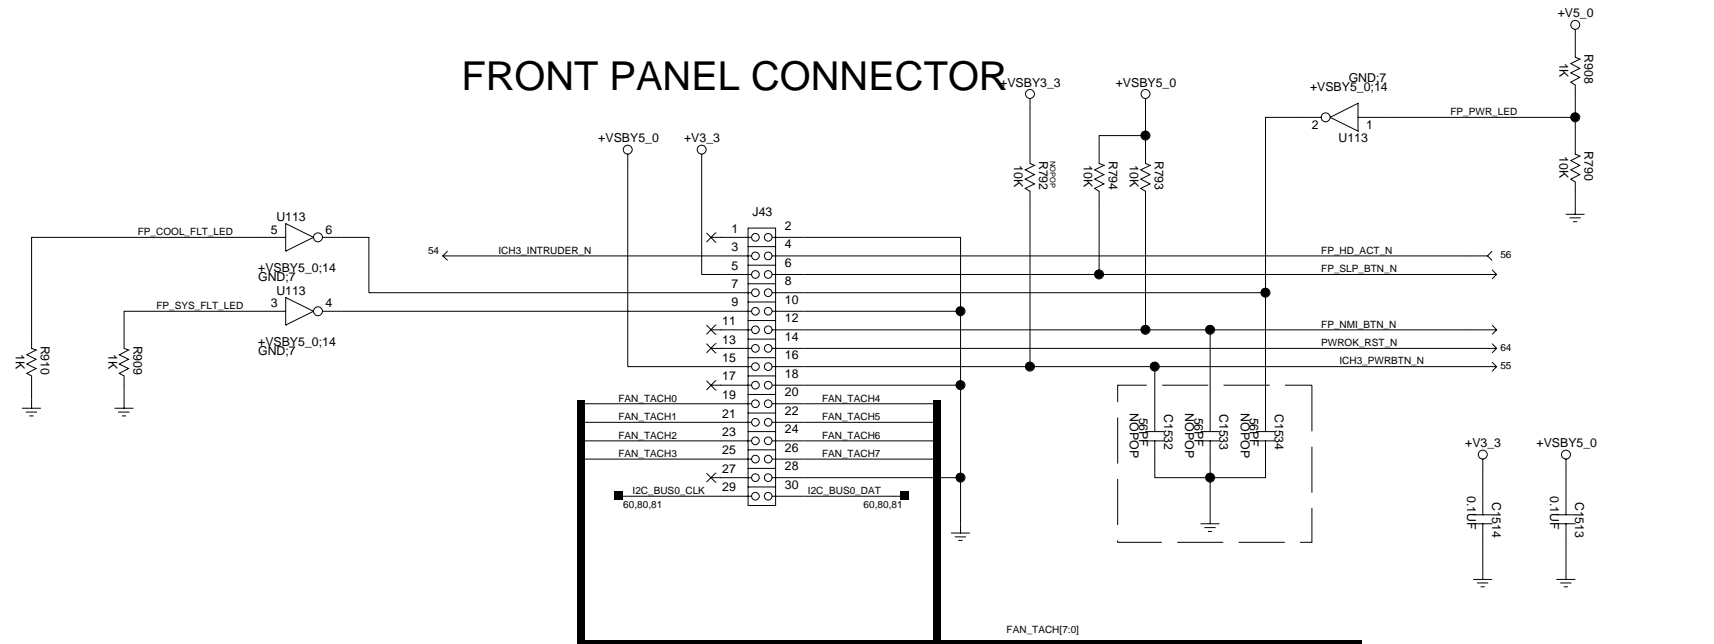 FRONT PANEL CONNECTOR
+V5_0
R908
1K
+VSBY3_3
+VSBY5_0
GND;7
+VSBY5_0;14
2
1
U113
FP_PWR_LED
R790
10K
+VSBY5_0
+V3_3
NOPOP
R792
10K
R794
10K
R793
10K
J43
U113
FP_COOL_FLT_LED
5
6
+VSBY5_0;14
GND;7
U113
FP_SYS_FLT_LED
3
4
+VSBY5_0;14
GND;7
R910
1K
R909
1K
54
ICH3_INTRUDER_N
1
2
3
4
5
6
7
8
9
10
11
12
13
14
15
16
17
18
19
20
21
22
23
24
25
26
27
28
29
30
FP_HD_ACT_N
56
FP_SLP_BTN_N
FP_NMI_BTN_N
PWROK_RST_N
64
ICH3_PWRBTN_N
55
FAN_TACH0
FAN_TACH4
FAN_TACH1
FAN_TACH5
FAN_TACH2
FAN_TACH6
FAN_TACH3
FAN_TACH7
I2C_BUS0_CLK
I2C_BUS0_DAT
60,80,81
60,80,81
C1532
56PF
NOPOP
C1533
56PF
NOPOP
C1534
56PF
NOPOP
+V3_3
+VSBY5_0
C1514
0.1UF
C1513
0.1UF
FAN_TACH[7:0]